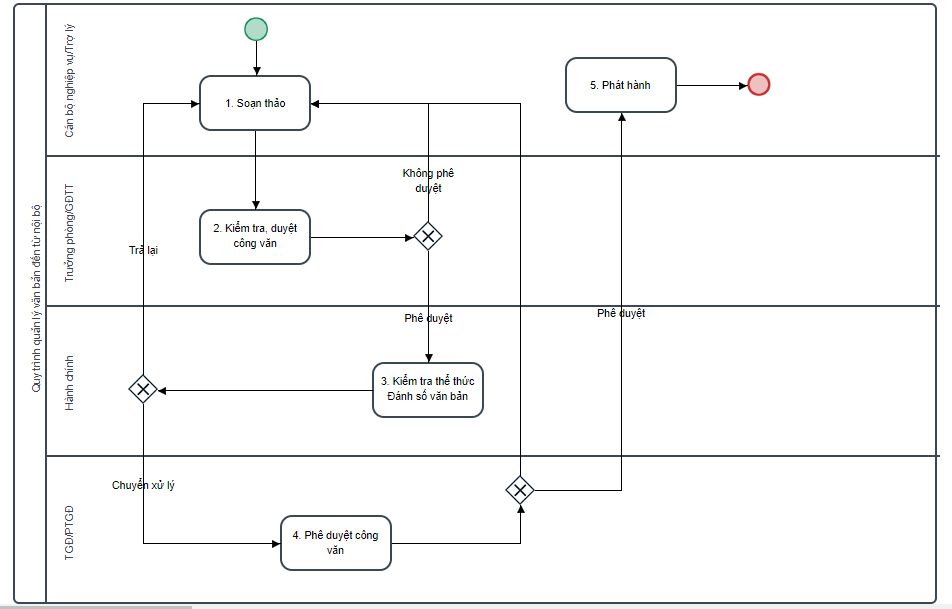 Quy trình quản lý văn bản đến từ nội bộ
Cán bộ nghiệp vụ/Trợ lý
1. Soạn thảo
5. Phát hành
Trưởng phòng/GĐTT
Không phê
duyệt
2. Kiểm tra, duyệt
công văn
Trả lại
Hành chính
Phê duyệt
Phê duyệt
3. Kiểm tra thể thức
Đánh số văn bản
TGĐ/PTGĐ
Chuyển xử lý
4. Phê duyệt công
văn